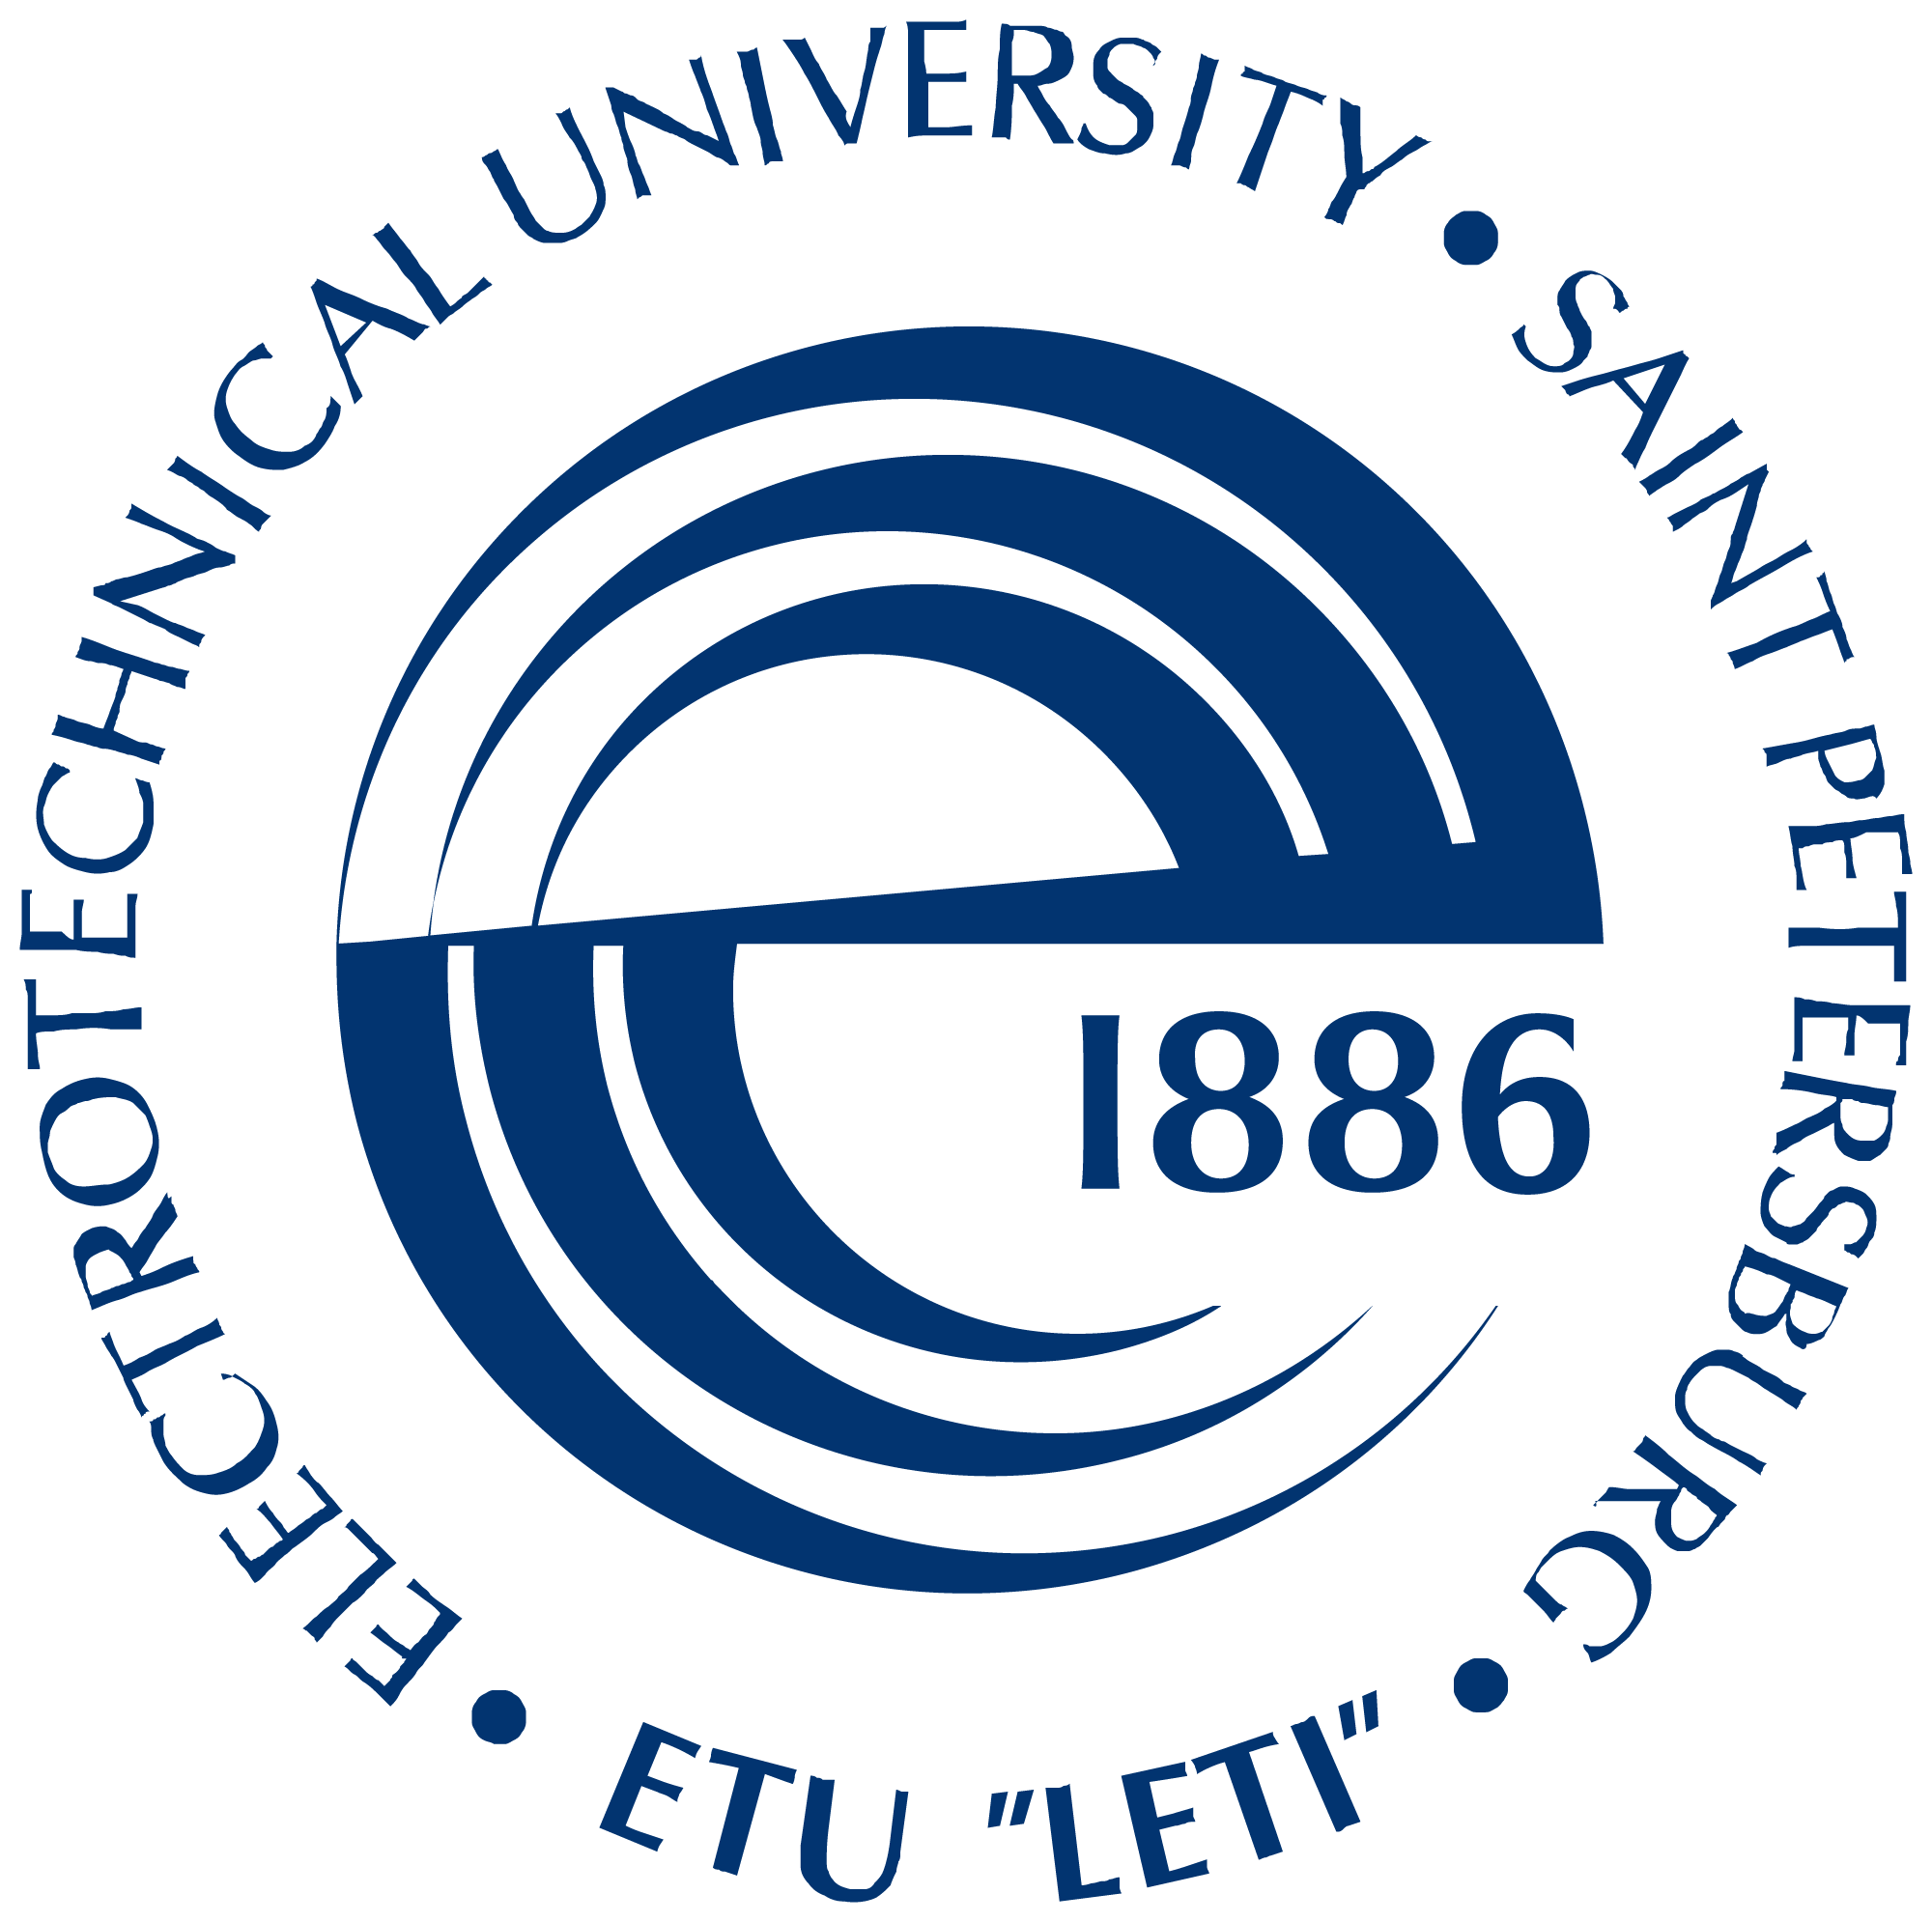 ELECTROTECHNICAL UNIVERSITY • SAINT PETERSBURG • ETU "LETI" •
1886